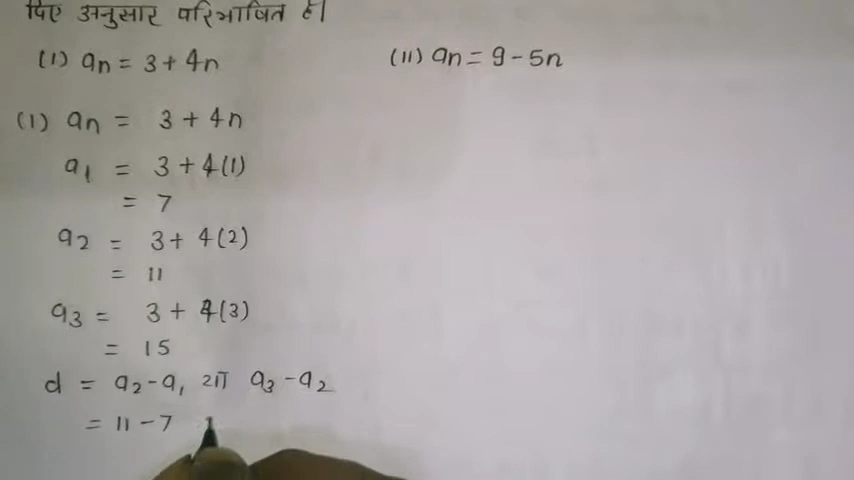 दिए अनुसार परिभाषित है।
(I) an = 3 + 4n (II) an = 9 - 5n
(I) an = 3 + 4n
a1 = 3 + 4(1)
= 7
a2 = 3 + 4(2)
= 11
a3 = 3 + 4(3)
= 15
d = a2 - a1 या a3 - a2
= 11 - 7